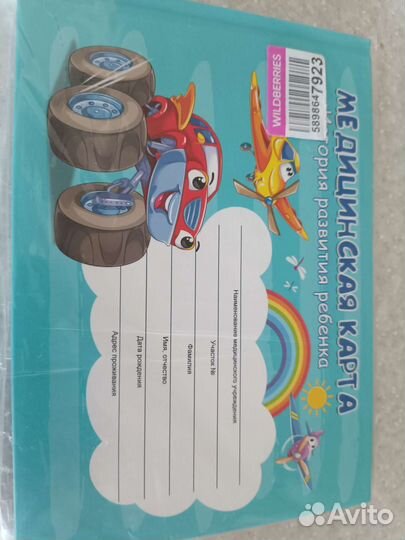 WILDBERRIES
5898647923
МЕДИЦИНСКАЯ КАРТА
развития ребенка
Наименование медицинского учреждения
Участок №
Фамилия
Имя, отчество
Дата рождения
Адрес проживания
Avito